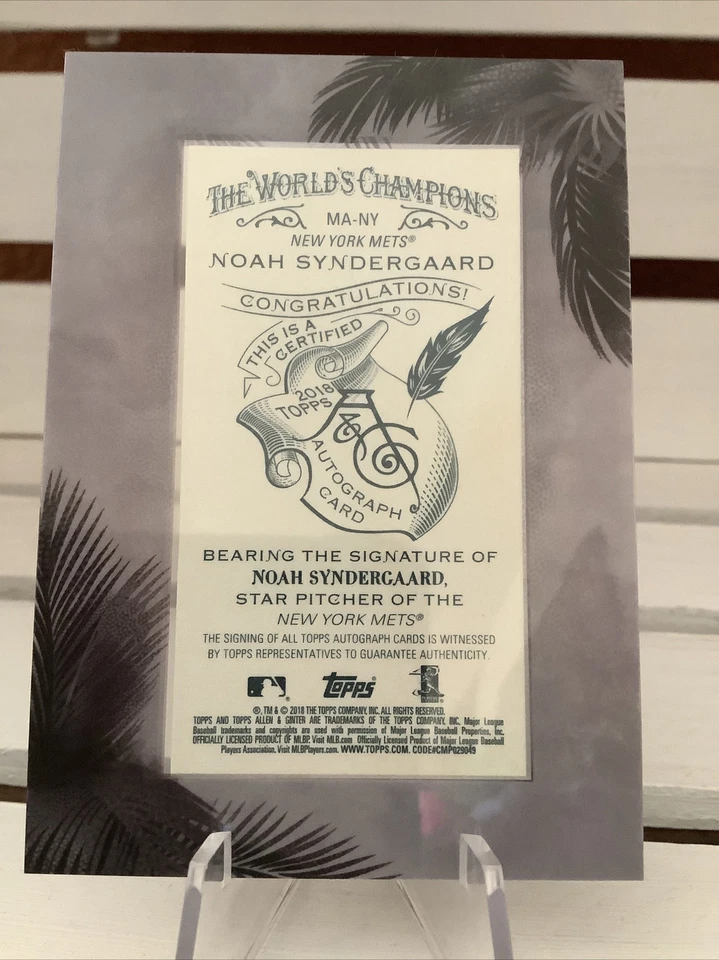 THE WORLD'S CHAMPIONS
MA-NY
NEW YORK METS®
NOAH SYNDERGAARD
CONGRATULATIONS!
THIS IS A
CERTIFIED
2018
TOPPS
A&G
AUTOGRAPH
CARD
BEARING THE SIGNATURE OF
NOAH SYNDERGAARD,
STAR PITCHER OF THE
NEW YORK METS®
THE SIGNING OF ALL TOPPS AUTOGRAPH CARDS IS WITNESSED
BY TOPPS REPRESENTATIVES TO GUARANTEE AUTHENTICITY.
topps
®, TM & © 2018 THE TOPPS COMPANY, INC. ALL RIGHTS RESERVED.
TOPPS AND TOPPS ALLEN & GINTER ARE TRADEMARKS OF THE TOPPS COMPANY, INC. Major League
Baseball trademarks and copyrights are used with permission of Major League Baseball Properties, Inc.
OFFICIALLY LICENSED PRODUCT OF MLBP. Visit MLB.com Officially Licensed Product of Major League Baseball
Players Association. Visit MLBPlayers.com. WWW.TOPPS.COM. CODE#CMP029049